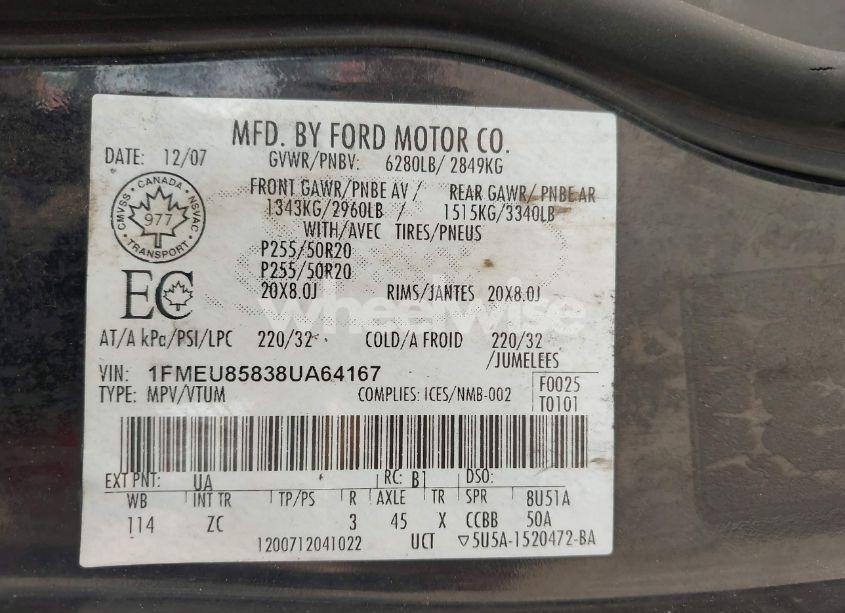 MFD. BY FORD MOTOR CO.
DATE: 12/07 GVWR/PNBV: 6280LB/ 2849KG
FRONT GAWR/PNBE AV / REAR GAWR/ PNBE AR
1343KG/2960LB / 1515KG/3340LB
WITH/AVEC TIRES/PNEUS
CANADA
CMVSS NSVAC
977
TRANSPORT
P255/50R20
P255/50R20
EC
20X8.0J RIMS/JANTES 20X8.0J
wheelwise
AT/A kPa/PSI/LPC 220/32 COLD/A FROID 220/32
/JUMELEES
VIN: 1FMEU85838UA64167
TYPE: MPV/VTUM COMPLIES: ICES/NMB-002
F0025
T0101
EXT PNT: UA RC: B1 DSO:
WB INT TR TP/PS R AXLE TR SPR 8U51A
114 ZC 3 45 X CCBB 50A
1200712041022 UCT ▽5U5A-1520472-BA